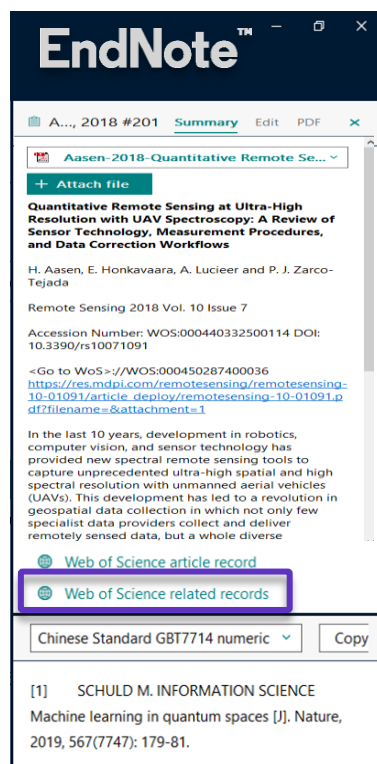 EndNote™
A..., 2018 #201 Summary Edit PDF
Aasen-2018-Quantitative Remote Se...
+ Attach file
Quantitative Remote Sensing at Ultra-High
Resolution with UAV Spectroscopy: A Review of
Sensor Technology, Measurement Procedures,
and Data Correction Workflows
H. Aasen, E. Honkavaara, A. Lucieer and P. J. Zarco-
Tejada
Remote Sensing 2018 Vol. 10 Issue 7
Accession Number: WOS:000440332500114 DOI:
10.3390/rs10071091
<Go to WoS>://WOS:000450287400036
https://res.mdpi.com/remotesensing/remotesensing-
10-01091/article_deploy/remotesensing-10-01091.p
df?filename=&attachment=1
In the last 10 years, development in robotics,
computer vision, and sensor technology has
provided new spectral remote sensing tools to
capture unprecedented ultra-high spatial and high
spectral resolution with unmanned aerial vehicles
(UAVs). This development has led to a revolution in
geospatial data collection in which not only few
specialist data providers collect and deliver
remotely sensed data, but a whole diverse
Web of Science article record
Web of Science related records
Chinese Standard GBT7714 numeric Copy
[1] SCHULD M. INFORMATION SCIENCE
Machine learning in quantum spaces [J]. Nature,
2019, 567(7747): 179-81.